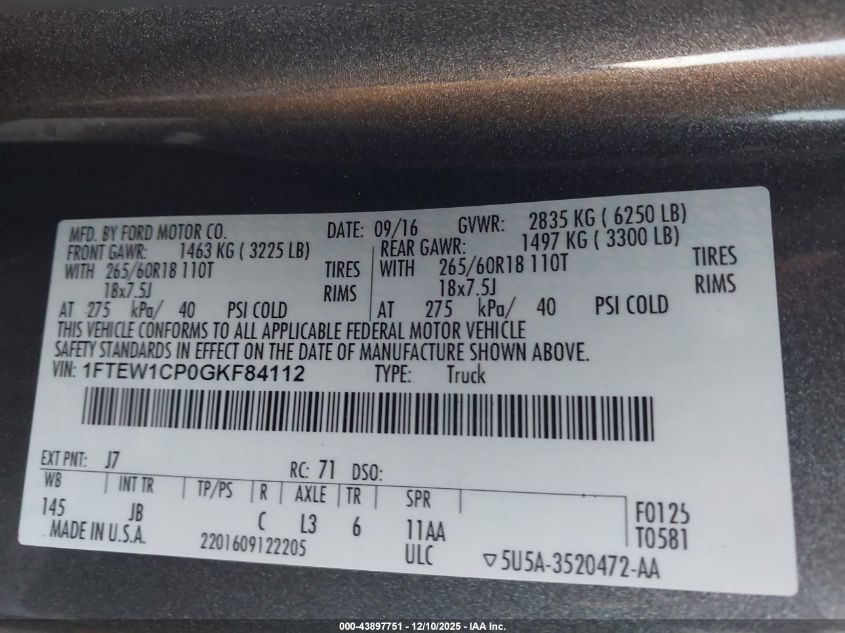 MFD. BY FORD MOTOR CO. DATE: 09/16 GVWR: 2835 KG ( 6250 LB)
FRONT GAWR: 1463 KG ( 3225 LB) REAR GAWR: 1497 KG ( 3300 LB)
WITH 265/60R18 110T TIRES WITH 265/60R18 110T TIRES
18x7.5J RIMS 18x7.5J RIMS
AT 275 kPa/ 40 PSI COLD AT 275 kPa/ 40 PSI COLD
THIS VEHICLE CONFORMS TO ALL APPLICABLE FEDERAL MOTOR VEHICLE
SAFETY STANDARDS IN EFFECT ON THE DATE OF MANUFACTURE SHOWN ABOVE.
VIN: 1FTEW1CP0GKF84112 TYPE: Truck
EXT PNT: J7 RC: 71 DSO:
WB INT TR TP/PS R AXLE TR SPR
145 JB C L3 6 11AA F0125
MADE IN U.S.A. 2201609122205 ULC T0581
▽5U5A-3520472-AA
000-43897751 - 12/10/2025 - IAA Inc.